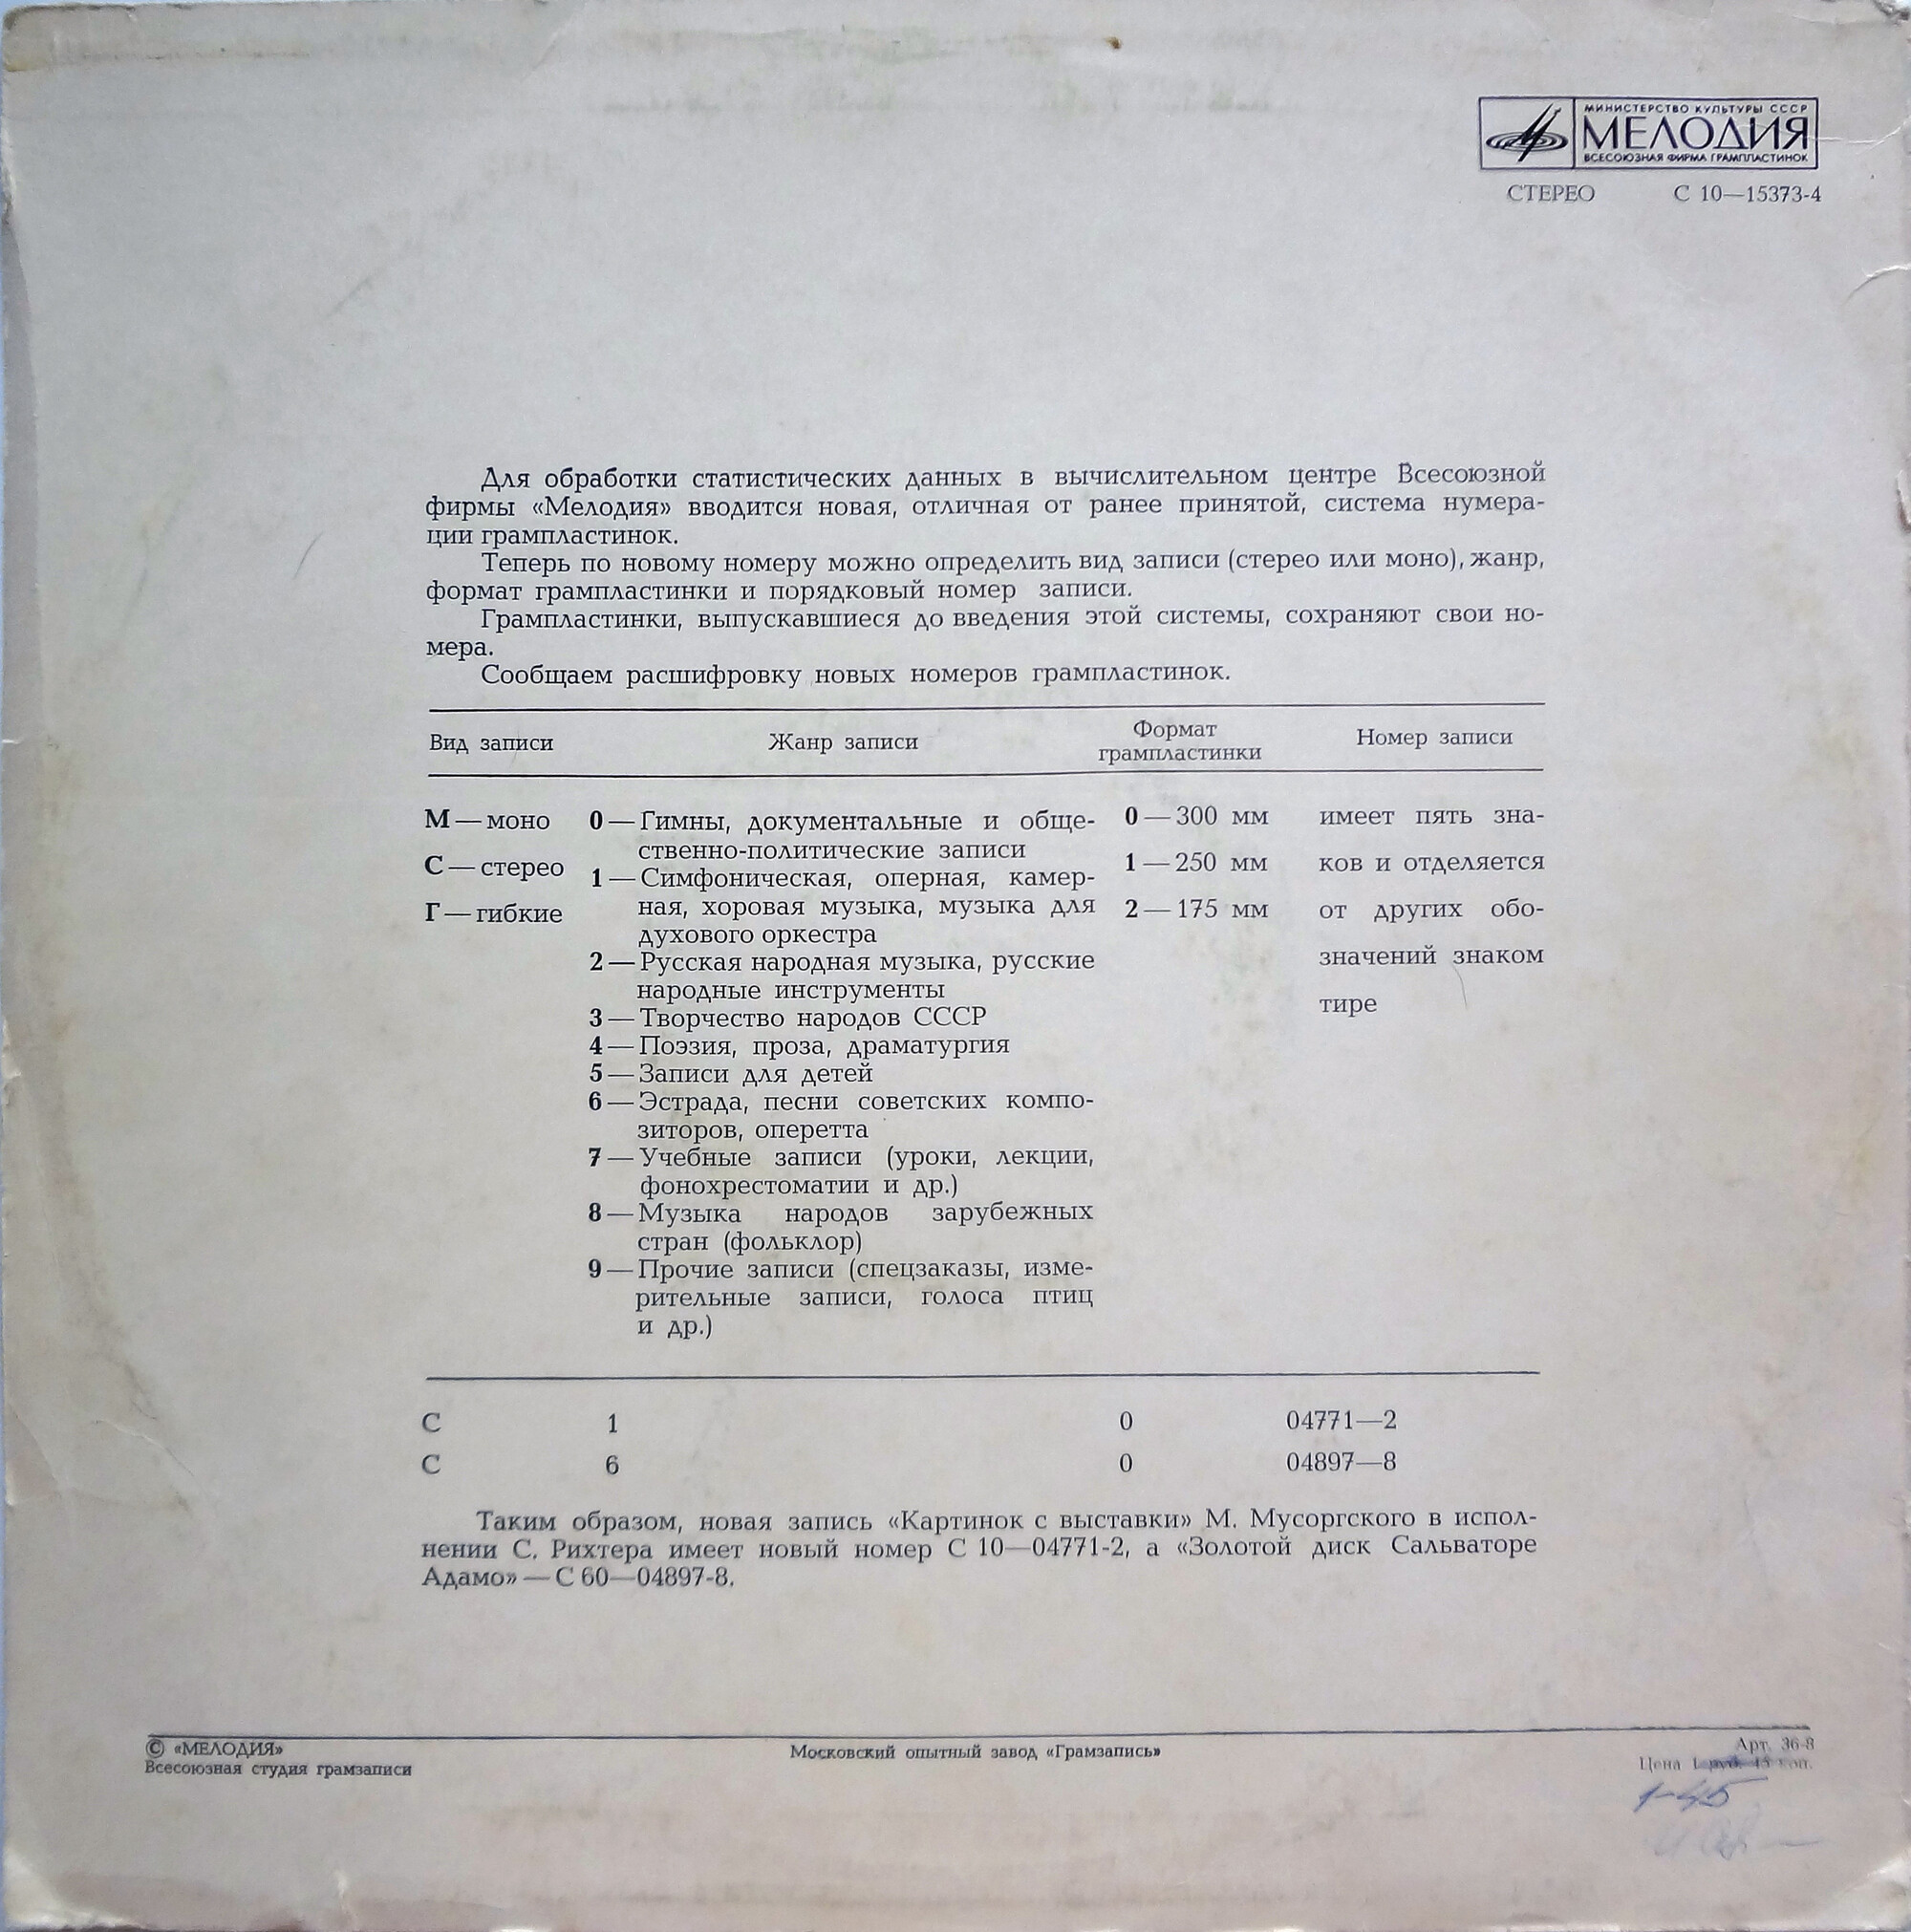 МИНИСТЕРСТВО КУЛЬТУРЫ СССР
МЕЛОДИЯ
ВСЕСОЮЗНАЯ ФИРМА ГРАМПЛАСТИНОК
СТЕРЕО С 10—15373-4
Для обработки статистических данных в вычислительном центре Всесоюзной
фирмы «Мелодия» вводится новая, отличная от ранее принятой, система нумера-
ции грампластинок.
Теперь по новому номеру можно определить вид записи (стерео или моно), жанр,
формат грампластинки и порядковый номер записи.
Грампластинки, выпускавшиеся до введения этой системы, сохраняют свои но-
мера.
Сообщаем расшифровку новых номеров грампластинок.
Вид записи
Жанр записи
Формат
грампластинки
Номер записи
М — моно
С — стерео
Г — гибкие
0 — Гимны, документальные и обще-
ственно-политические записи
1 — Симфоническая, оперная, камер-
ная, хоровая музыка, музыка для
духового оркестра
2 — Русская народная музыка, русские
народные инструменты
3 — Творчество народов СССР
4 — Поэзия, проза, драматургия
5 — Записи для детей
6 — Эстрада, песни советских компо-
зиторов, оперетта
7 — Учебные записи (уроки, лекции,
фонохрестоматии и др.)
8 — Музыка народов зарубежных
стран (фольклор)
9 — Прочие записи (спецзаказы, изме-
рительные записи, голоса птиц
и др.)
0 — 300 мм
1 — 250 мм
2 — 175 мм
имеет пять зна-
ков и отделяется
от других обо-
значений знаком
тире
С 1 0 04771—2
С 6 0 04897—8
Таким образом, новая запись «Картинок с выставки» М. Мусоргского в испол-
нении С. Рихтера имеет новый номер С 10—04771-2, а «Золотой диск Сальваторе
Адамо» — С 60—04897-8.
© «МЕЛОДИЯ»
Всесоюзная студия грамзаписи
Московский опытный завод «Грамзапись»
Арт. 36-8
Цена 1 руб. 45 коп.
1-45